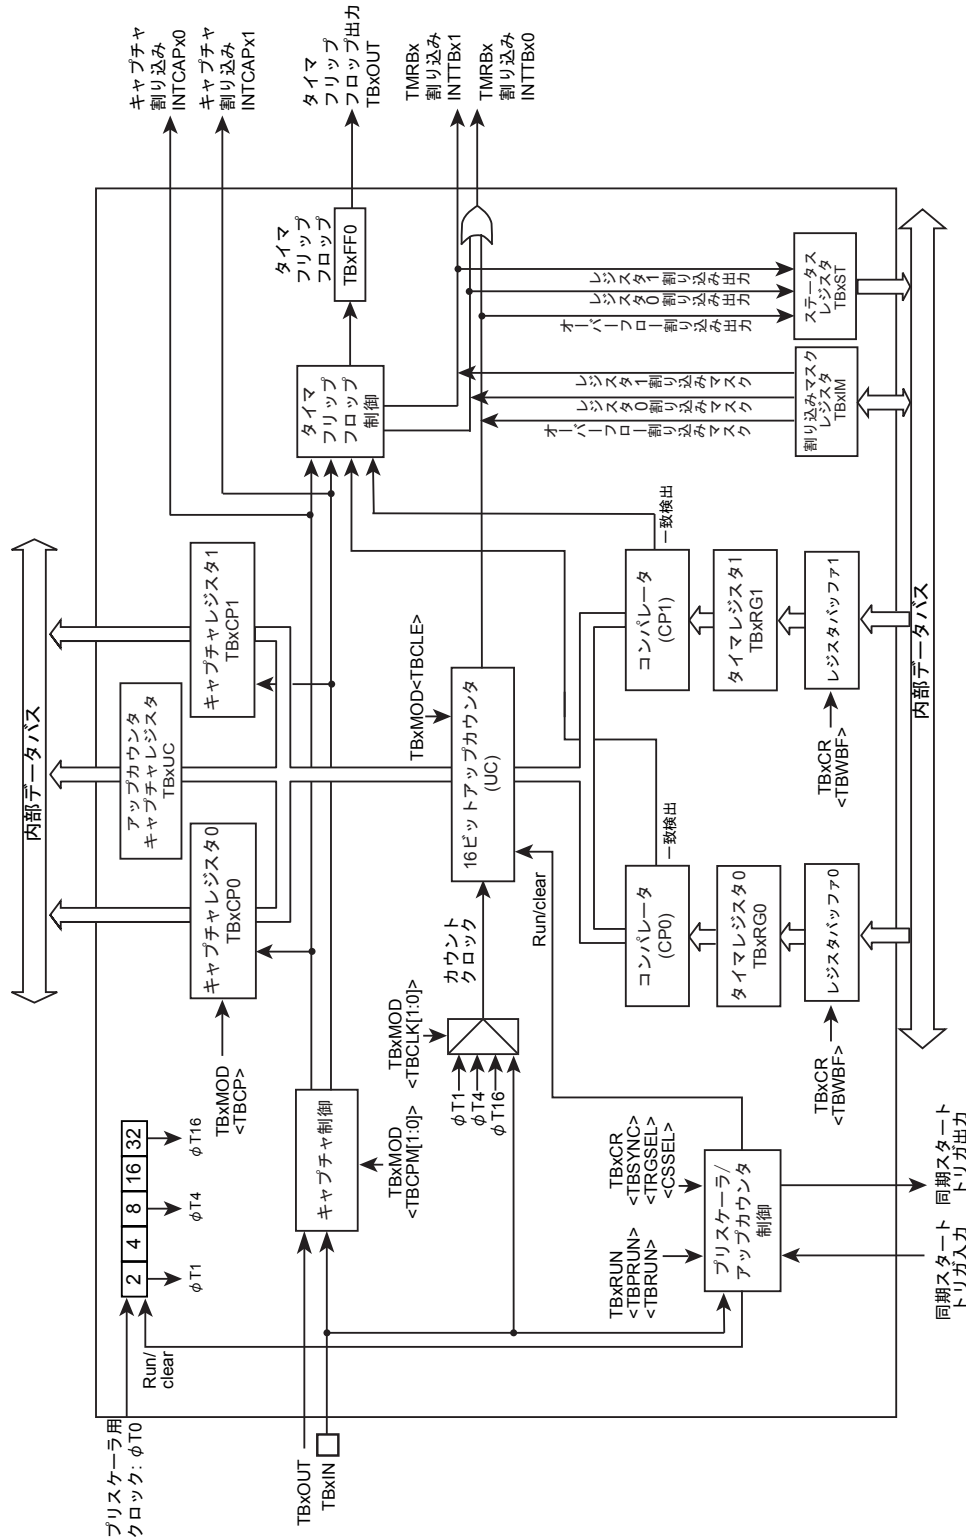 内部データバス
キャプチャ
割り込み
INTCAPx0
キャプチャ
割り込み
INTCAPx1
タイマ
フリップ
フロップ出力
TBxOUT
TMRBx
割り込み
INTTBx1
TMRBx
割り込み
INTTBx0
プリスケーラ用
クロック: φT0
2
4
8
16
32
φT1
φT4
φT16
Run/
clear
TBxMOD
<TBCP>
キャプチャレジスタ0
TBxCP0
アップカウンタ
キャプチャレジスタ
TBxUC
キャプチャレジスタ1
TBxCP1
タイマ
フリップ
フロップ
TBxFF0
タイマ
フリップ
フロップ
制御
TBxOUT
TBxIN
キャプチャ制御
TBxMOD
<TBCPM[1:0]>
TBxMOD
<TBCLK[1:0]>
φT1
φT4
φT16
カウント
クロック
TBxMOD<TBCLE>
16ビットアップカウンタ
(UC)
Run/clear
レジスタ1割り込み出力
レジスタ0割り込み出力
オーバーフロー割り込み出力
レジスタ1割り込みマスク
レジスタ0割り込みマスク
オーバーフロー割り込みマスク
ステータス
レジスタ
TBxST
割り込みマスク
レジスタ
TBxIM
TBxRUN
<TBPRUN>
<TBRUN>
TBxCR
<TBSYNC>
<TRGSEL>
<CSSEL>
プリスケーラ/
アップカウンタ
制御
一致検出
コンパレータ
(CP0)
タイマレジスタ0
TBxRG0
レジスタバッファ0
TBxCR
<TBWBF>
一致検出
コンパレータ
(CP1)
タイマレジスタ1
TBxRG1
レジスタバッファ1
TBxCR
<TBWBF>
内部データバス
同期スタート
トリガ入力
同期スタート
トリガ出力